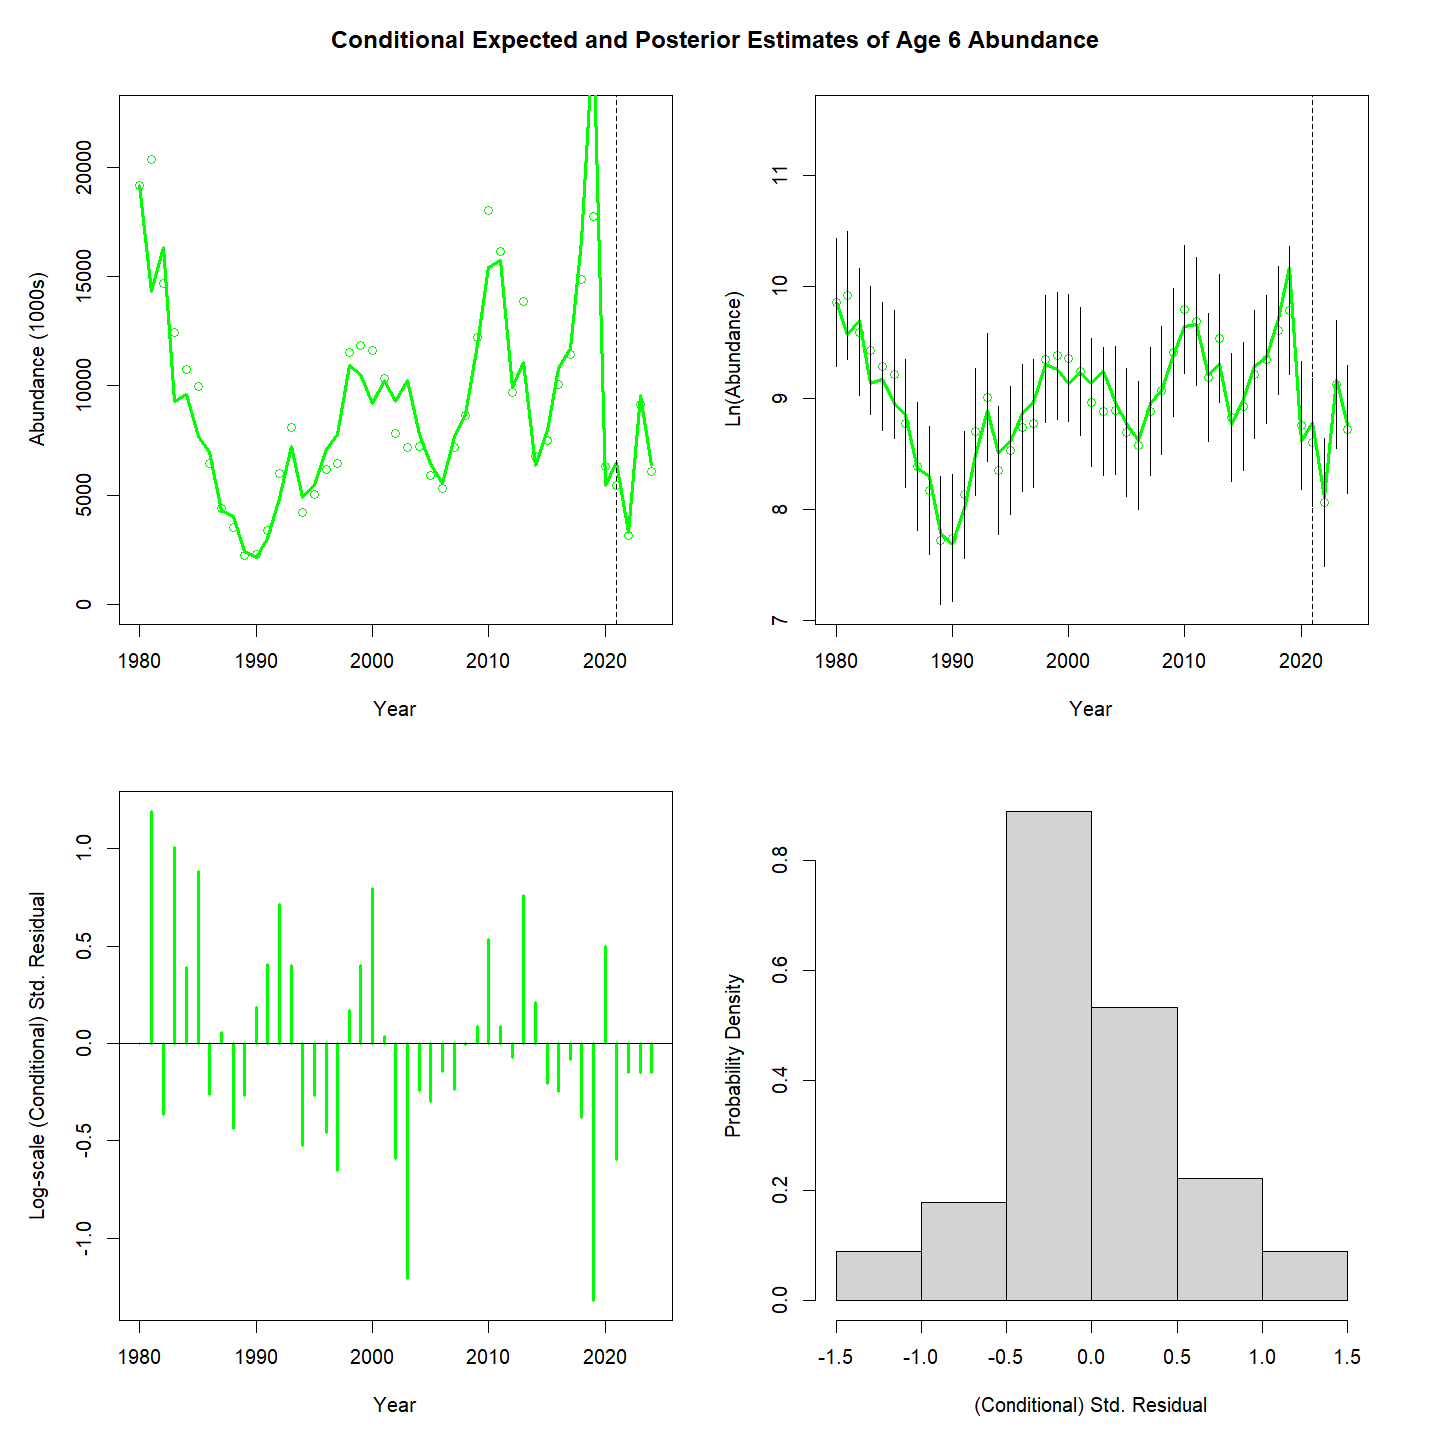 Conditional Expected and Posterior Estimates of Age 6 Abundance
Abundance (1000s)
20000
15000
10000
5000
0
1980 1990 2000 2010 2020
Year
Ln(Abundance)
11
10
9
8
7
1980 1990 2000 2010 2020
Year
Log-scale (Conditional) Std. Residual
1.0
0.5
0.0
-0.5
-1.0
1980 1990 2000 2010 2020
Year
Probability Density
0.8
0.6
0.4
0.2
0.0
-1.5 -1.0 -0.5 0.0 0.5 1.0 1.5
(Conditional) Std. Residual